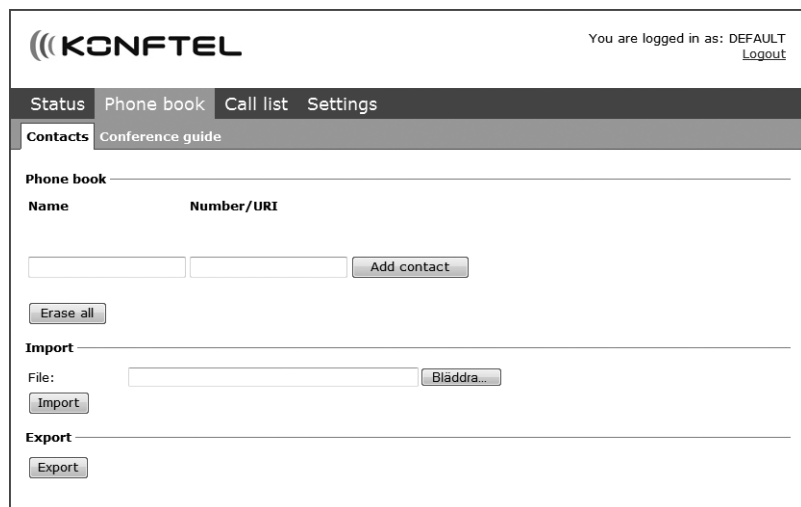 KONFTEL
You are logged in as: DEFAULT
Logout
Status Phone book Call list Settings
Contacts Conference guide
Phone book
Name Number/URI
Add contact
Erase all
Import
File: Bläddra...
Import
Export
Export